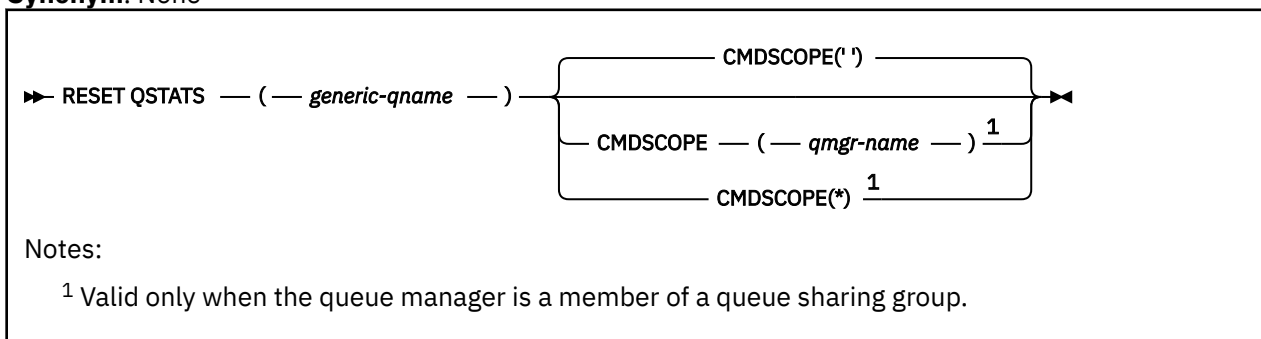 Synonym: None
CMDSCOPE(' ')
RESET QSTATS ( generic-qname )
CMDSCOPE ( qmgr-name ) 1
CMDSCOPE(*) 1
Notes:
1 Valid only when the queue manager is a member of a queue sharing group.